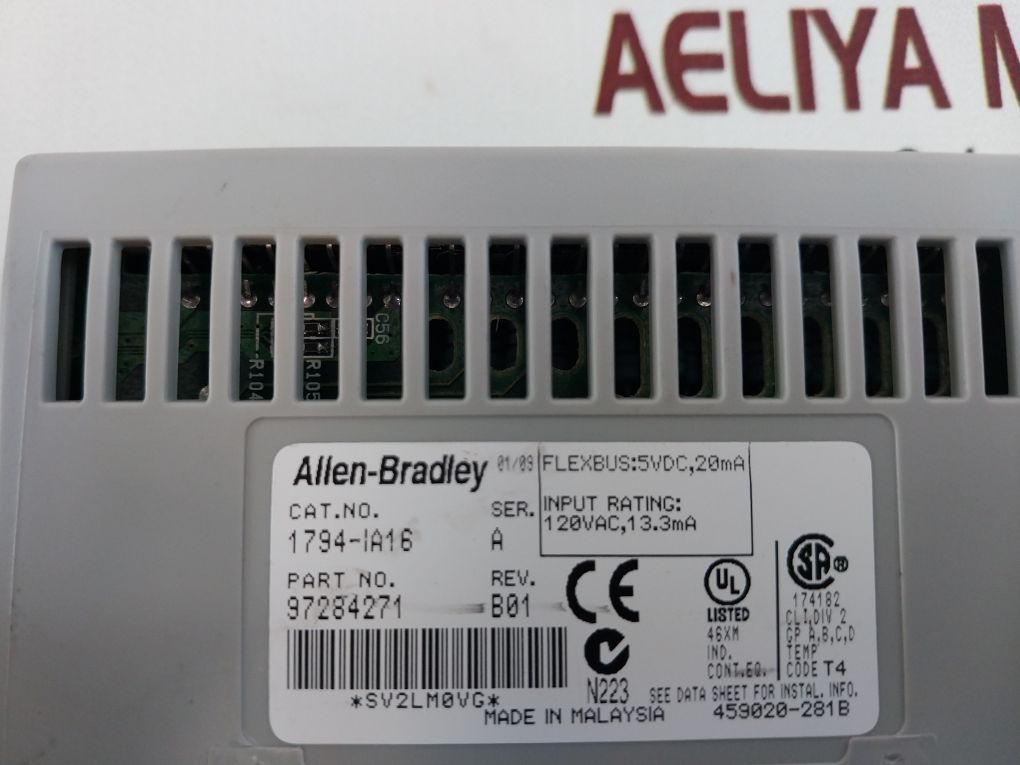 AELIYA M
C56
R104
R105
Allen-Bradley 01/09
FLEXBUS:5VDC,20mA
CAT.NO. SER.
1794-IA16 A
INPUT RATING:
120VAC,13.3mA
PART NO. REV.
97284271 B01
CE
UL
LISTED
46XM
IND.
CONT.EQ.
SA ®
174182
CLI,DIV 2
GP A,B,C,D
TEMP
CODE T4
*SV2LM0VG*
N223
SEE DATA SHEET FOR INSTAL. INFO.
MADE IN MALAYSIA 459020-281B